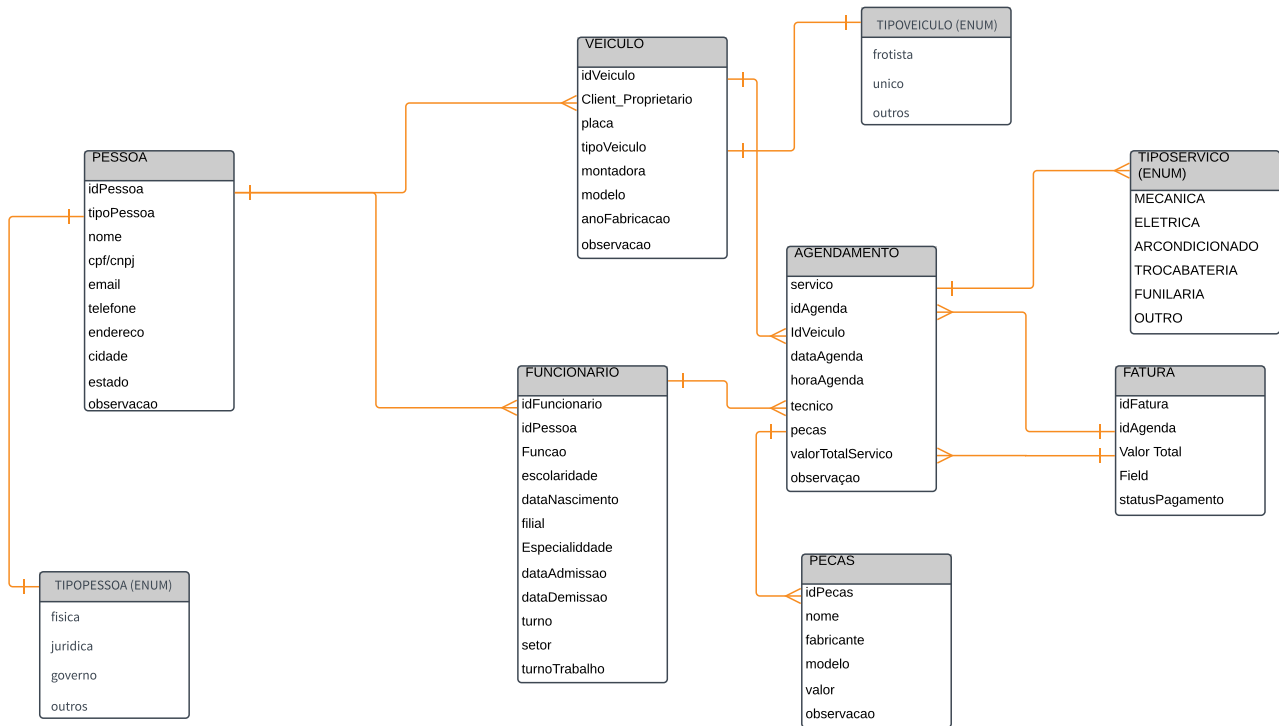 TIPOVEICULO (ENUM)
frotista
unico
outros
VEICULO
idVeiculo
Client_Proprietario
placa
tipoVeiculo
montadora
modelo
anoFabricacao
observacao
PESSOA
idPessoa
tipoPessoa
nome
cpf/cnpj
email
telefone
endereco
cidade
estado
observacao
TIPOSERVICO
(ENUM)
MECANICA
ELETRICA
ARCONDICIONADO
TROCABATERIA
FUNILARIA
OUTRO
AGENDAMENTO
servico
idAgenda
IdVeiculo
dataAgenda
horaAgenda
tecnico
pecas
valorTotalServico
observaçao
FUNCIONARIO
idFuncionario
idPessoa
Funcao
escolaridade
dataNascimento
filial
Especialiddade
dataAdmissao
dataDemissao
turno
setor
turnoTrabalho
FATURA
idFatura
idAgenda
Valor Total
Field
statusPagamento
PECAS
idPecas
nome
fabricante
modelo
valor
observacao
TIPOPESSOA (ENUM)
fisica
juridica
governo
outros